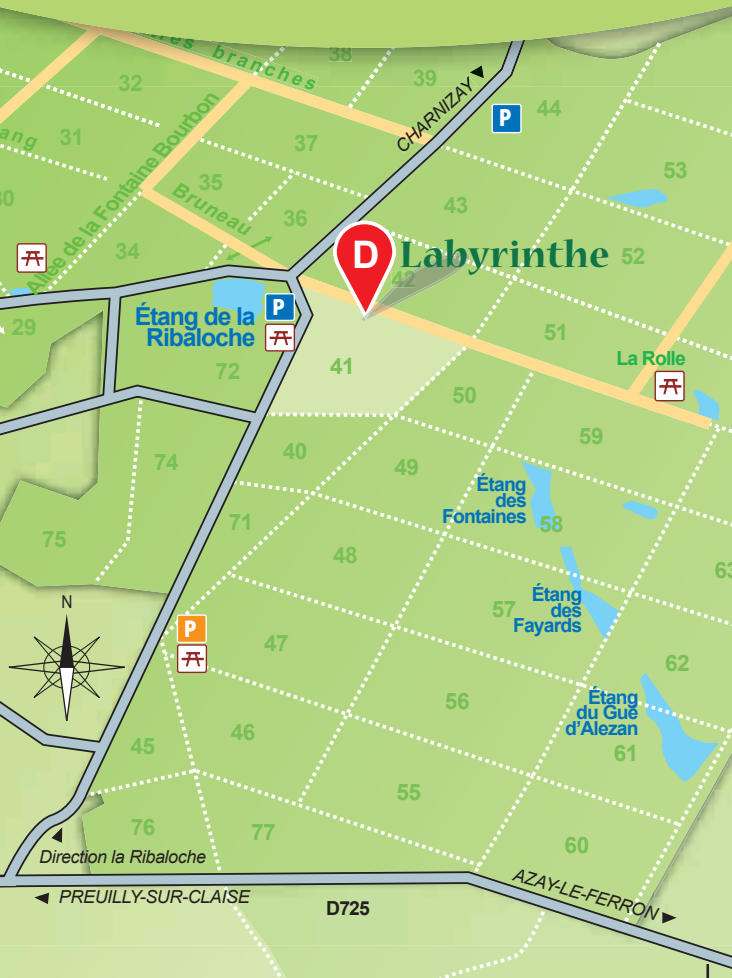 branches
38
39
32
CHARNIZAY
P
44
ang
31
37
53
Allée de la Fontaine Bourbon
35
Bruneau
36
43
34
D
Labyrinthe
52
42
Étang de la
Ribaloche
P
29
51
72
41
La Rolle
50
59
40
49
74
Étang
des
Fontaines
58
71
75
48
63
Étang
des
Fayards
57
N
P
47
62
56
Étang
du Gué
d'Alezan
61
46
45
55
76
77
60
Direction la Ribaloche
PREUILLY-SUR-CLAISE
AZAY-LE-FERRON
D725